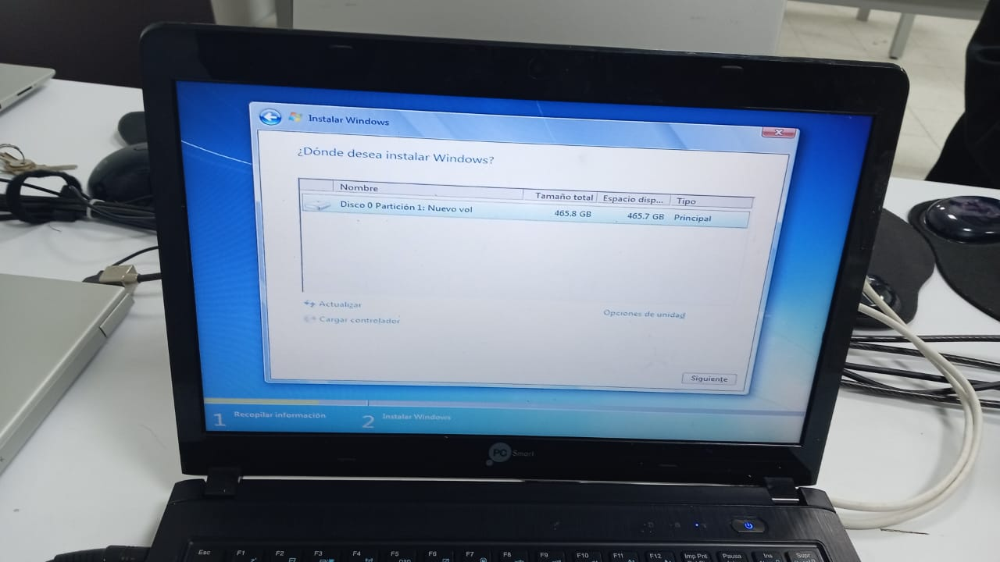 Instalar Windows
¿Dónde desea instalar Windows?
Nombre Tamaño total Espacio disp... Tipo
Disco 0 Partición 1: Nuevo vol 465.8 GB 465.7 GB Principal
Actualizar
Cargar controlador
Opciones de unidad
Siguiente
1 Recopilar información 2 Instalar Windows
PC Smart
Esc F1 F2 F3 F4 F5 F6 F7 F8 F9 F10 F11 F12 Imp Pnt Pausa Ins Supr